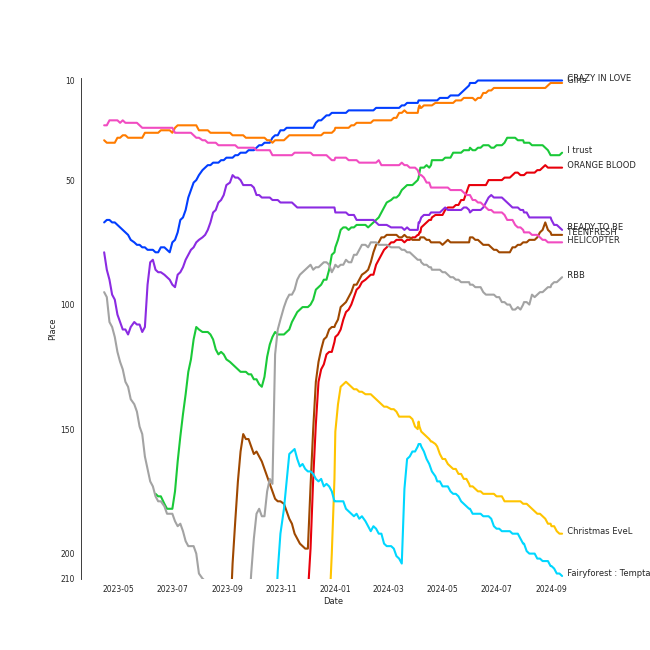 10
50
100
150
200
210
Place
2023-05
2023-07
2023-09
2023-11
2024-01
2024-03
2024-05
2024-07
2024-09
Date
CRAZY IN LOVE
Girls
I trust
ORANGE BLOOD
READY TO BE
TEENFRESH
HELICOPTER
RBB
Christmas EveL
Fairyforest : Tempta